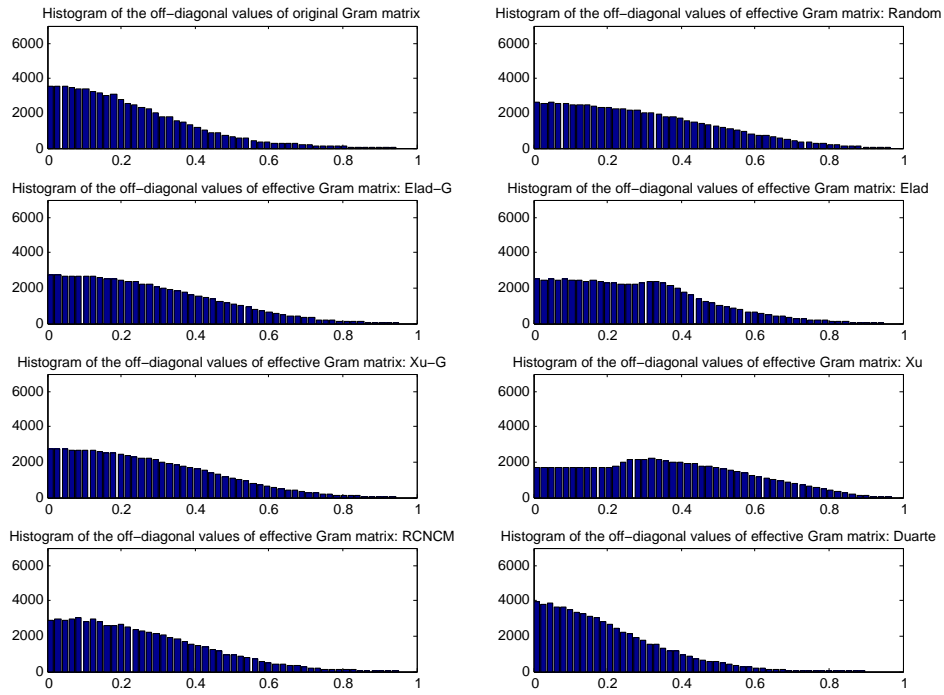 Histogram of the off−diagonal values of original Gram matrix
6000
4000
2000
0
0 0.2 0.4 0.6 0.8 1
Histogram of the off−diagonal values of effective Gram matrix: Random
6000
4000
2000
0
0 0.2 0.4 0.6 0.8 1
Histogram of the off−diagonal values of effective Gram matrix: Elad−G
6000
4000
2000
0
0 0.2 0.4 0.6 0.8 1
Histogram of the off−diagonal values of effective Gram matrix: Elad
6000
4000
2000
0
0 0.2 0.4 0.6 0.8 1
Histogram of the off−diagonal values of effective Gram matrix: Xu−G
6000
4000
2000
0
0 0.2 0.4 0.6 0.8 1
Histogram of the off−diagonal values of effective Gram matrix: Xu
6000
4000
2000
0
0 0.2 0.4 0.6 0.8 1
Histogram of the off−diagonal values of effective Gram matrix: RCNCM
6000
4000
2000
0
0 0.2 0.4 0.6 0.8 1
Histogram of the off−diagonal values of effective Gram matrix: Duarte
6000
4000
2000
0
0 0.2 0.4 0.6 0.8 1